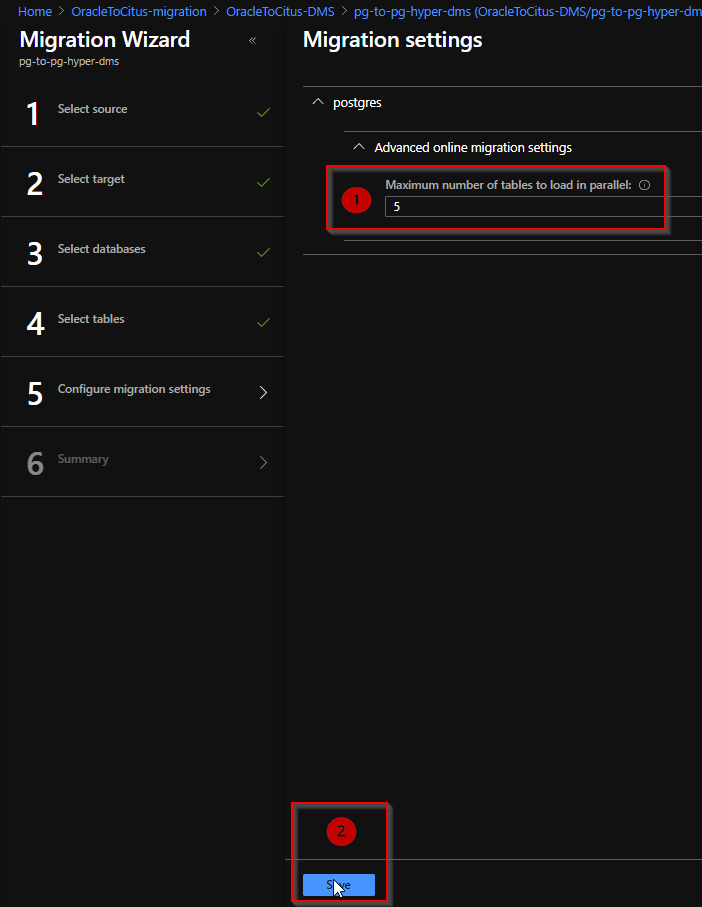 Home > OracleToCitus-migration > OracleToCitus-DMS > pg-to-pg-hyper-dms (OracleToCitus-DMS/pg-to-pg-hyper-dm
Migration Wizard «
pg-to-pg-hyper-dms
1 Select source
2 Select target
3 Select databases
4 Select tables
5 Configure migration settings
6 Summary
Migration settings
postgres
Advanced online migration settings
1
Maximum number of tables to load in parallel:
5
2
Save